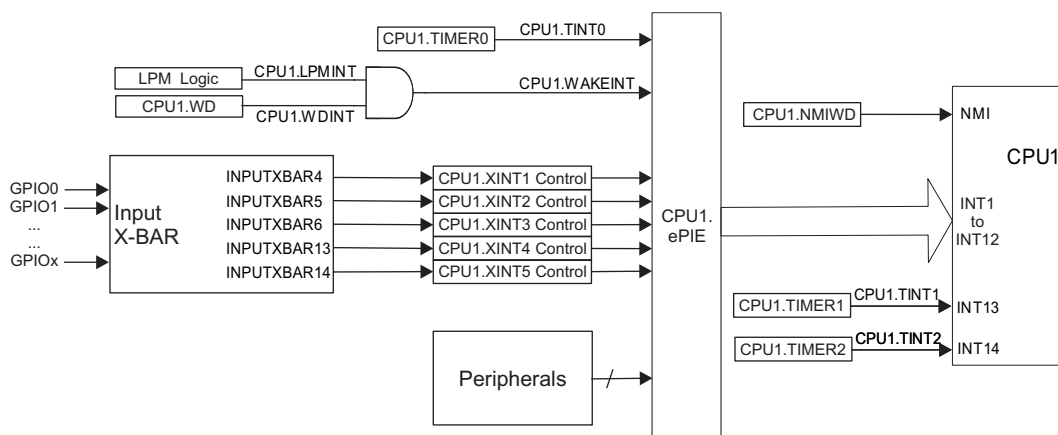 CPU1.TIMER0
CPU1.TINT0
LPM Logic
CPU1.LPMINT
CPU1.WD
CPU1.WDINT
CPU1.WAKEINT
CPU1.NMIWD
NMI
CPU1
GPIO0
GPIO1
...
...
GPIOx
Input
X-BAR
INPUTXBAR4
INPUTXBAR5
INPUTXBAR6
INPUTXBAR13
INPUTXBAR14
CPU1.XINT1 Control
CPU1.XINT2 Control
CPU1.XINT3 Control
CPU1.XINT4 Control
CPU1.XINT5 Control
CPU1.
ePIE
INT1
to
INT12
CPU1.TIMER1
CPU1.TINT1
INT13
CPU1.TIMER2
CPU1.TINT2
INT14
Peripherals